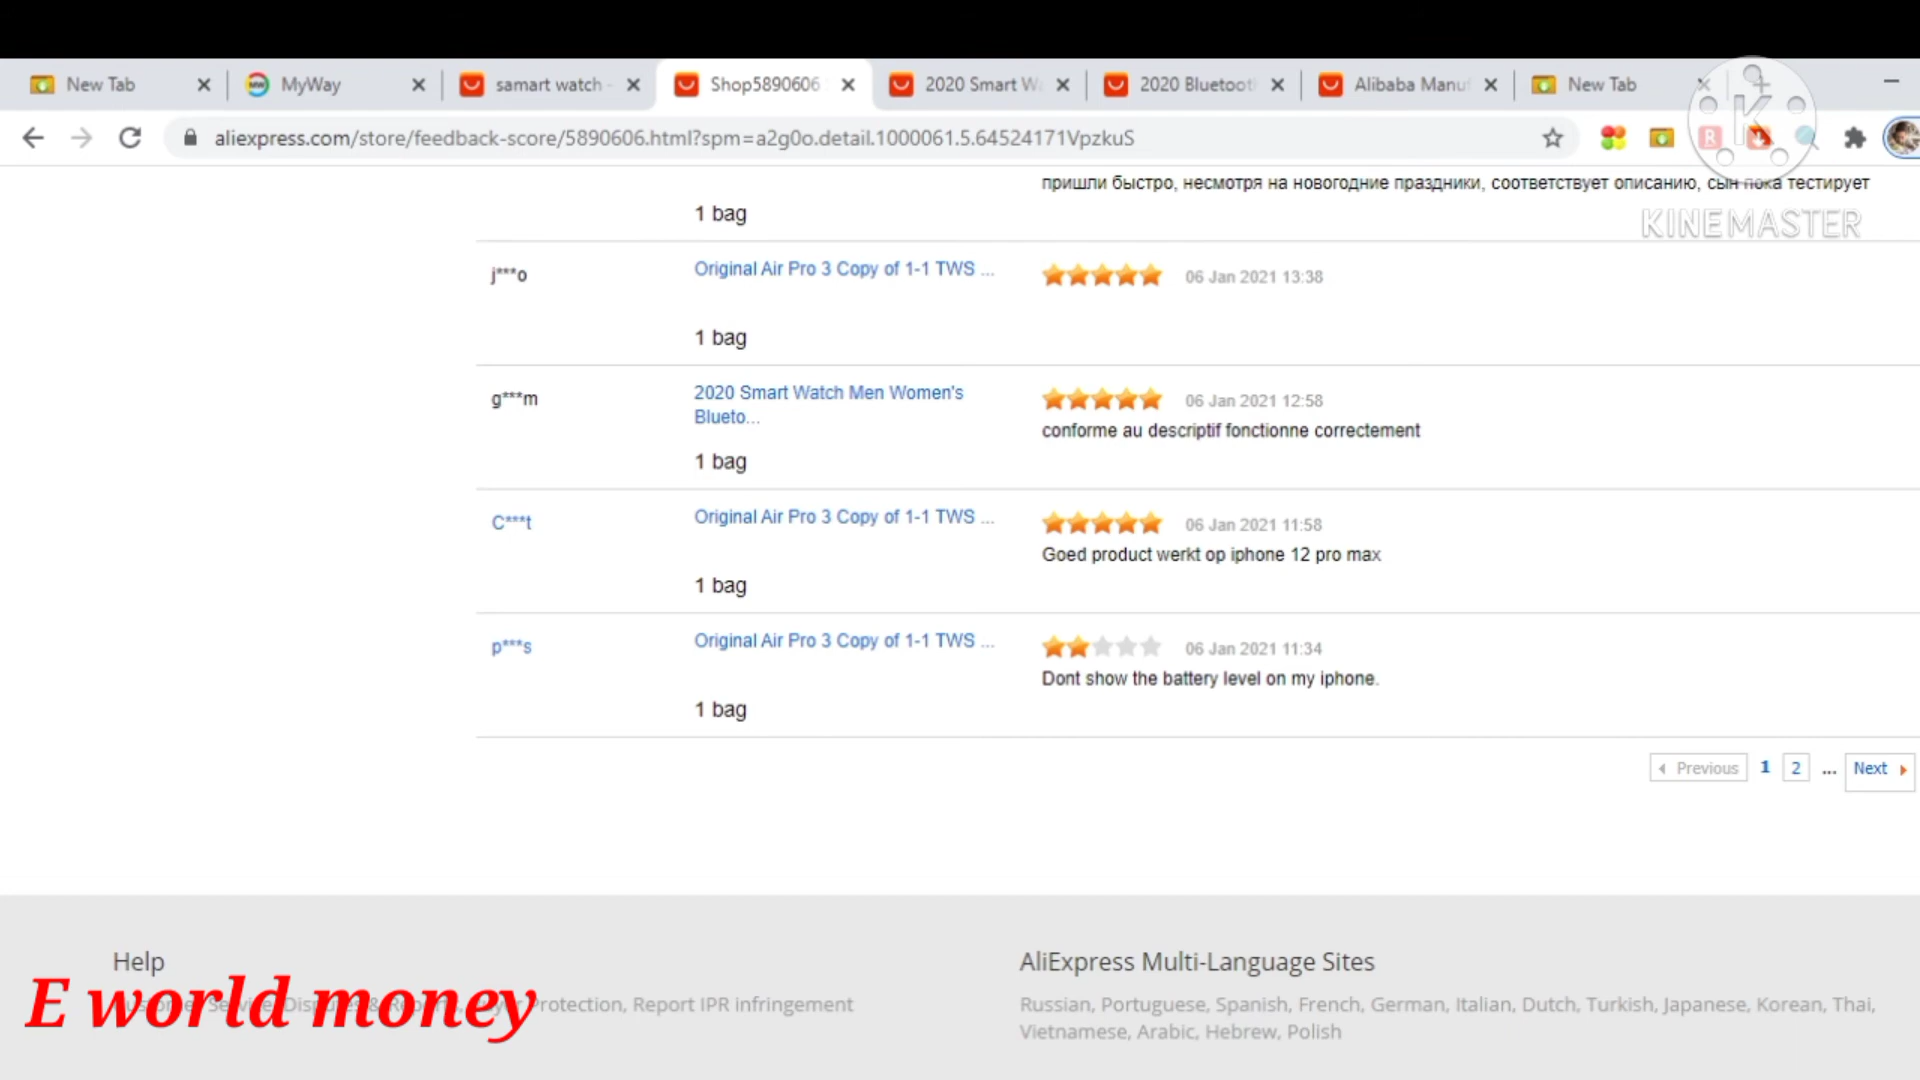 New Tab
MyWay
samart watch -
Shop5890606
2020 Smart W
2020 Bluetoot
Alibaba Manu
New Tab
aliexpress.com/store/feedback-score/5890606.html?spm=a2g0o.detail.1000061.5.64524171VpzkuS
пришли быстро, несмотря на новогодние праздники, соответствует описанию, сын пока тестирует
1 bag
KINEMASTER
j***o
Original Air Pro 3 Copy of 1-1 TWS ...
06 Jan 2021 13:38
1 bag
g***m
2020 Smart Watch Men Women's
Blueto...
06 Jan 2021 12:58
conforme au descriptif fonctionne correctement
1 bag
C***t
Original Air Pro 3 Copy of 1-1 TWS ...
06 Jan 2021 11:58
Goed product werkt op iphone 12 pro max
1 bag
p***s
Original Air Pro 3 Copy of 1-1 TWS ...
06 Jan 2021 11:34
Dont show the battery level on my iphone.
1 bag
Previous 1 2 ... Next
Help
Protection, Report IPR infringement
E world money
AliExpress Multi-Language Sites
Russian, Portuguese, Spanish, French, German, Italian, Dutch, Turkish, Japanese, Korean, Thai,
Vietnamese, Arabic, Hebrew, Polish